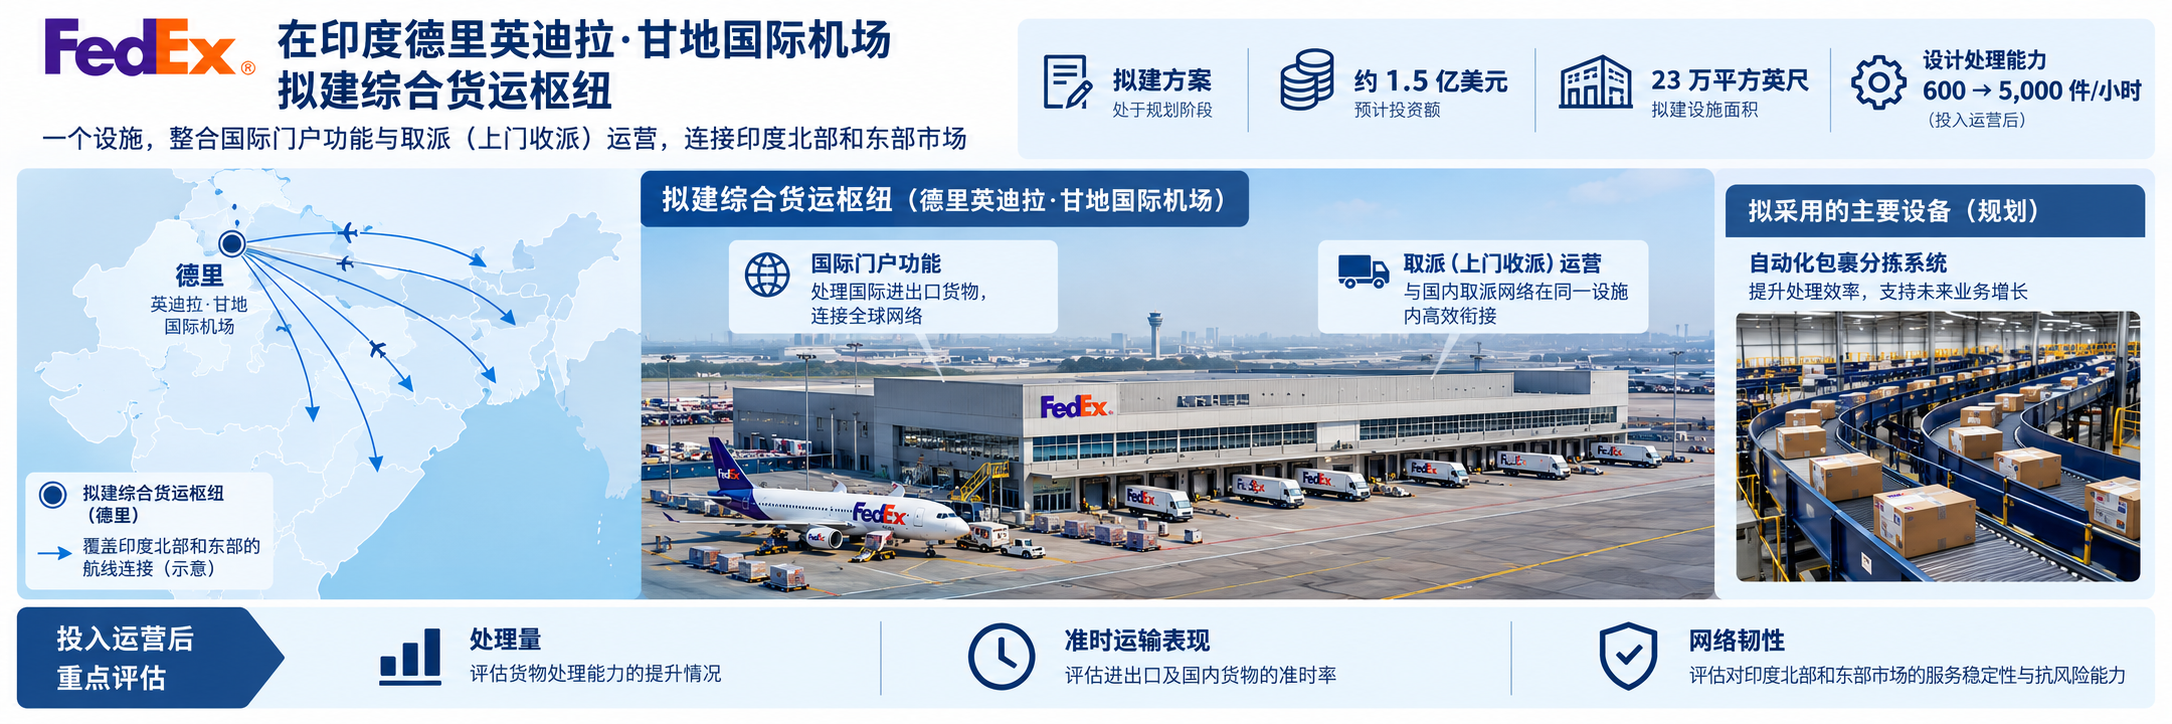 FedEx®
在印度德里英迪拉·甘地国际机场
拟建综合货运枢纽
一个设施，整合国际门户功能与取派（上门收派）运营，连接印度北部和东部市场
拟建方案
处于规划阶段
约 1.5 亿美元
预计投资额
23 万平方英尺
拟建设施面积
设计处理能力
600 → 5,000 件/小时
（投入运营后）
德里
英迪拉·甘地
国际机场
拟建综合货运枢纽
（德里）
覆盖印度北部和东部的
航线连接（示意）
拟建综合货运枢纽（德里英迪拉·甘地国际机场）
国际门户功能
处理国际进出口货物，
连接全球网络
取派（上门收派）运营
与国内取派网络在同一设施
内高效衔接
FedEx
FedEx
FedEx
FedEx
FedEx
FedEx
FedEx
FedEx
FedEx
FedEx
拟采用的主要设备（规划）
自动化包裹分拣系统
提升处理效率，支持未来业务增长
投入运营后
重点评估
处理量
评估货物处理能力的提升情况
准时运输表现
评估进出口及国内货物的准时率
网络韧性
评估对印度北部和东部市场的服务稳定性与抗风险能力